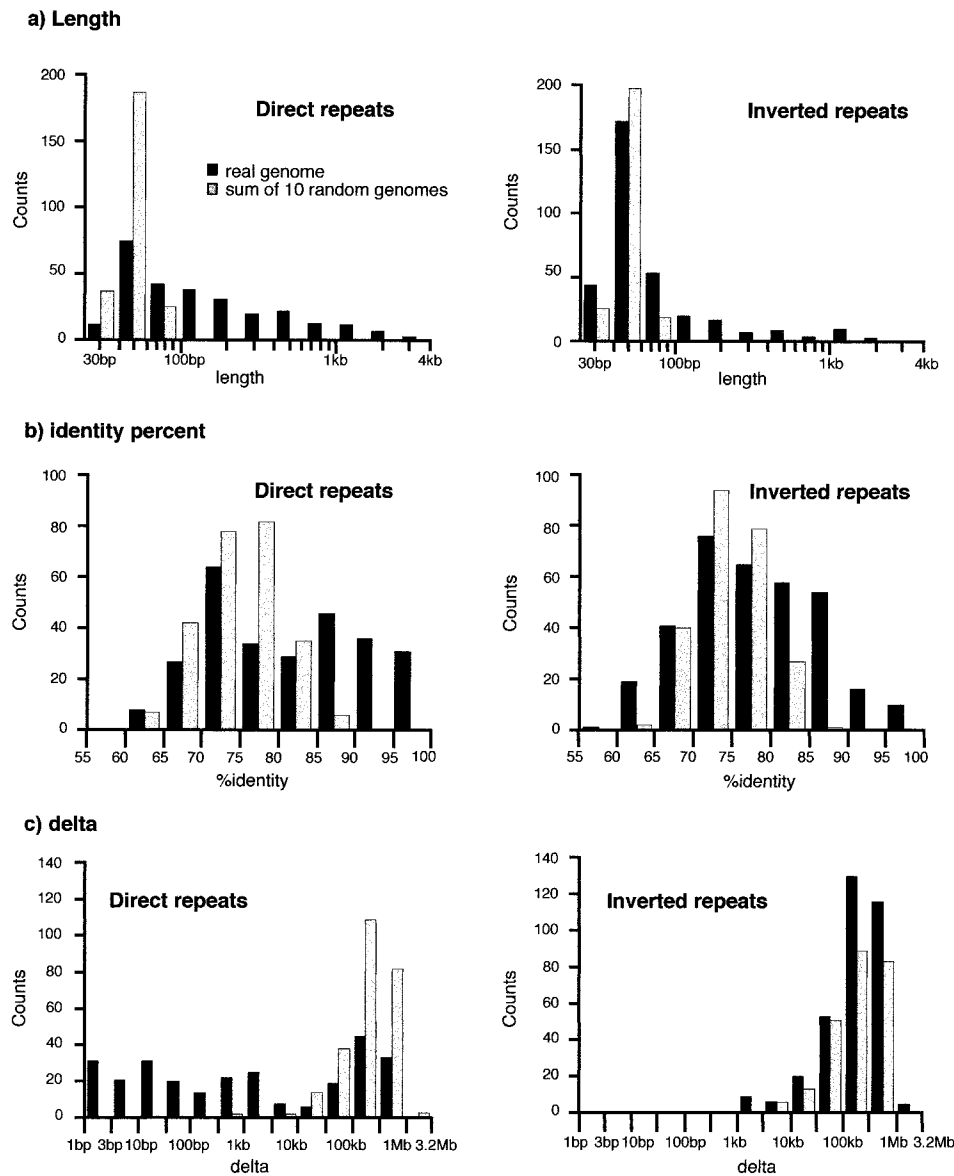 a) Length
Direct repeats
real genome
sum of 10 random genomes
Counts
200
150
100
50
0
30bp 100bp 1kb 4kb
length
Inverted repeats
Counts
200
150
100
50
0
30bp 100bp 1kb 4kb
length
b) identity percent
Direct repeats
Counts
100
80
60
40
20
0
55 60 65 70 75 80 85 90 95 100
%identity
Inverted repeats
Counts
100
80
60
40
20
0
55 60 65 70 75 80 85 90 95 100
%identity
c) delta
Direct repeats
Counts
140
120
100
80
60
40
20
0
1bp 3bp 10bp 100bp 1kb 10kb 100kb 1Mb 3.2Mb
delta
Inverted repeats
Counts
140
120
100
80
60
40
20
0
1bp 3bp 10bp 100bp 1kb 10kb 100kb 1Mb 3.2Mb
delta